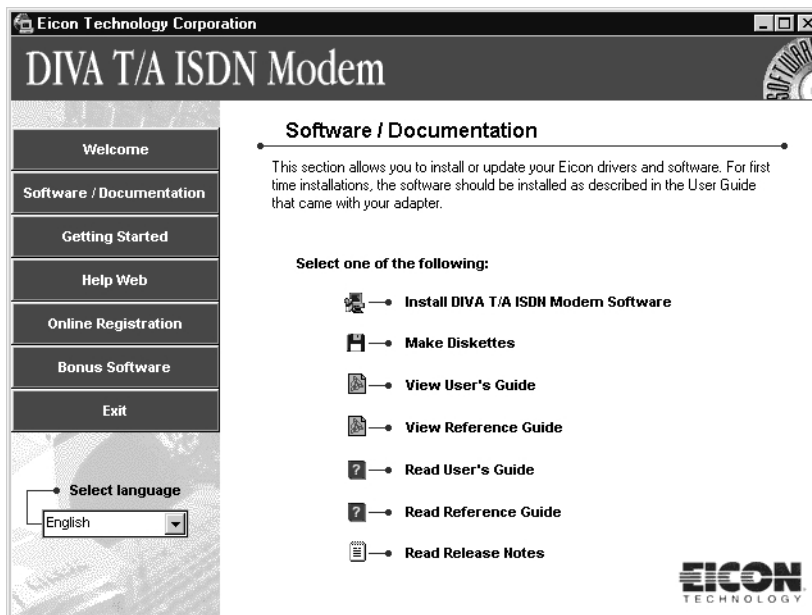 Eicon Technology Corporation
DIVA T/A ISDN Modem
SOFTWARE
Welcome
Software / Documentation
Getting Started
Help Web
Online Registration
Bonus Software
Exit
Select language
English
Software / Documentation
This section allows you to install or update your Eicon drivers and software. For first
time installations, the software should be installed as described in the User Guide
that came with your adapter.
Select one of the following:
Install DIVA T/A ISDN Modem Software
Make Diskettes
View User's Guide
View Reference Guide
? Read User's Guide
? Read Reference Guide
Read Release Notes
EICON
TECHNOLOGY